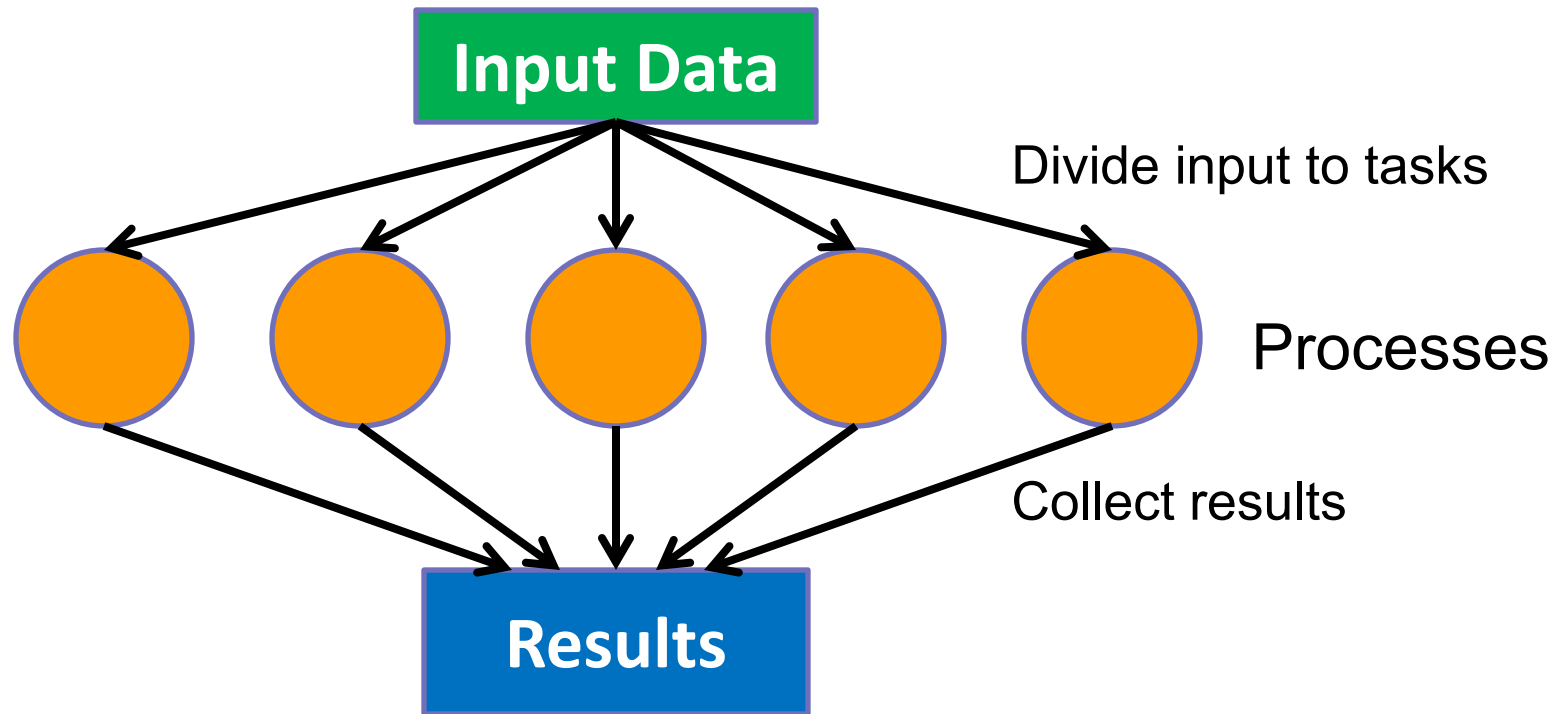 Input Data
Divide input to tasks
Processes
Collect results
Results